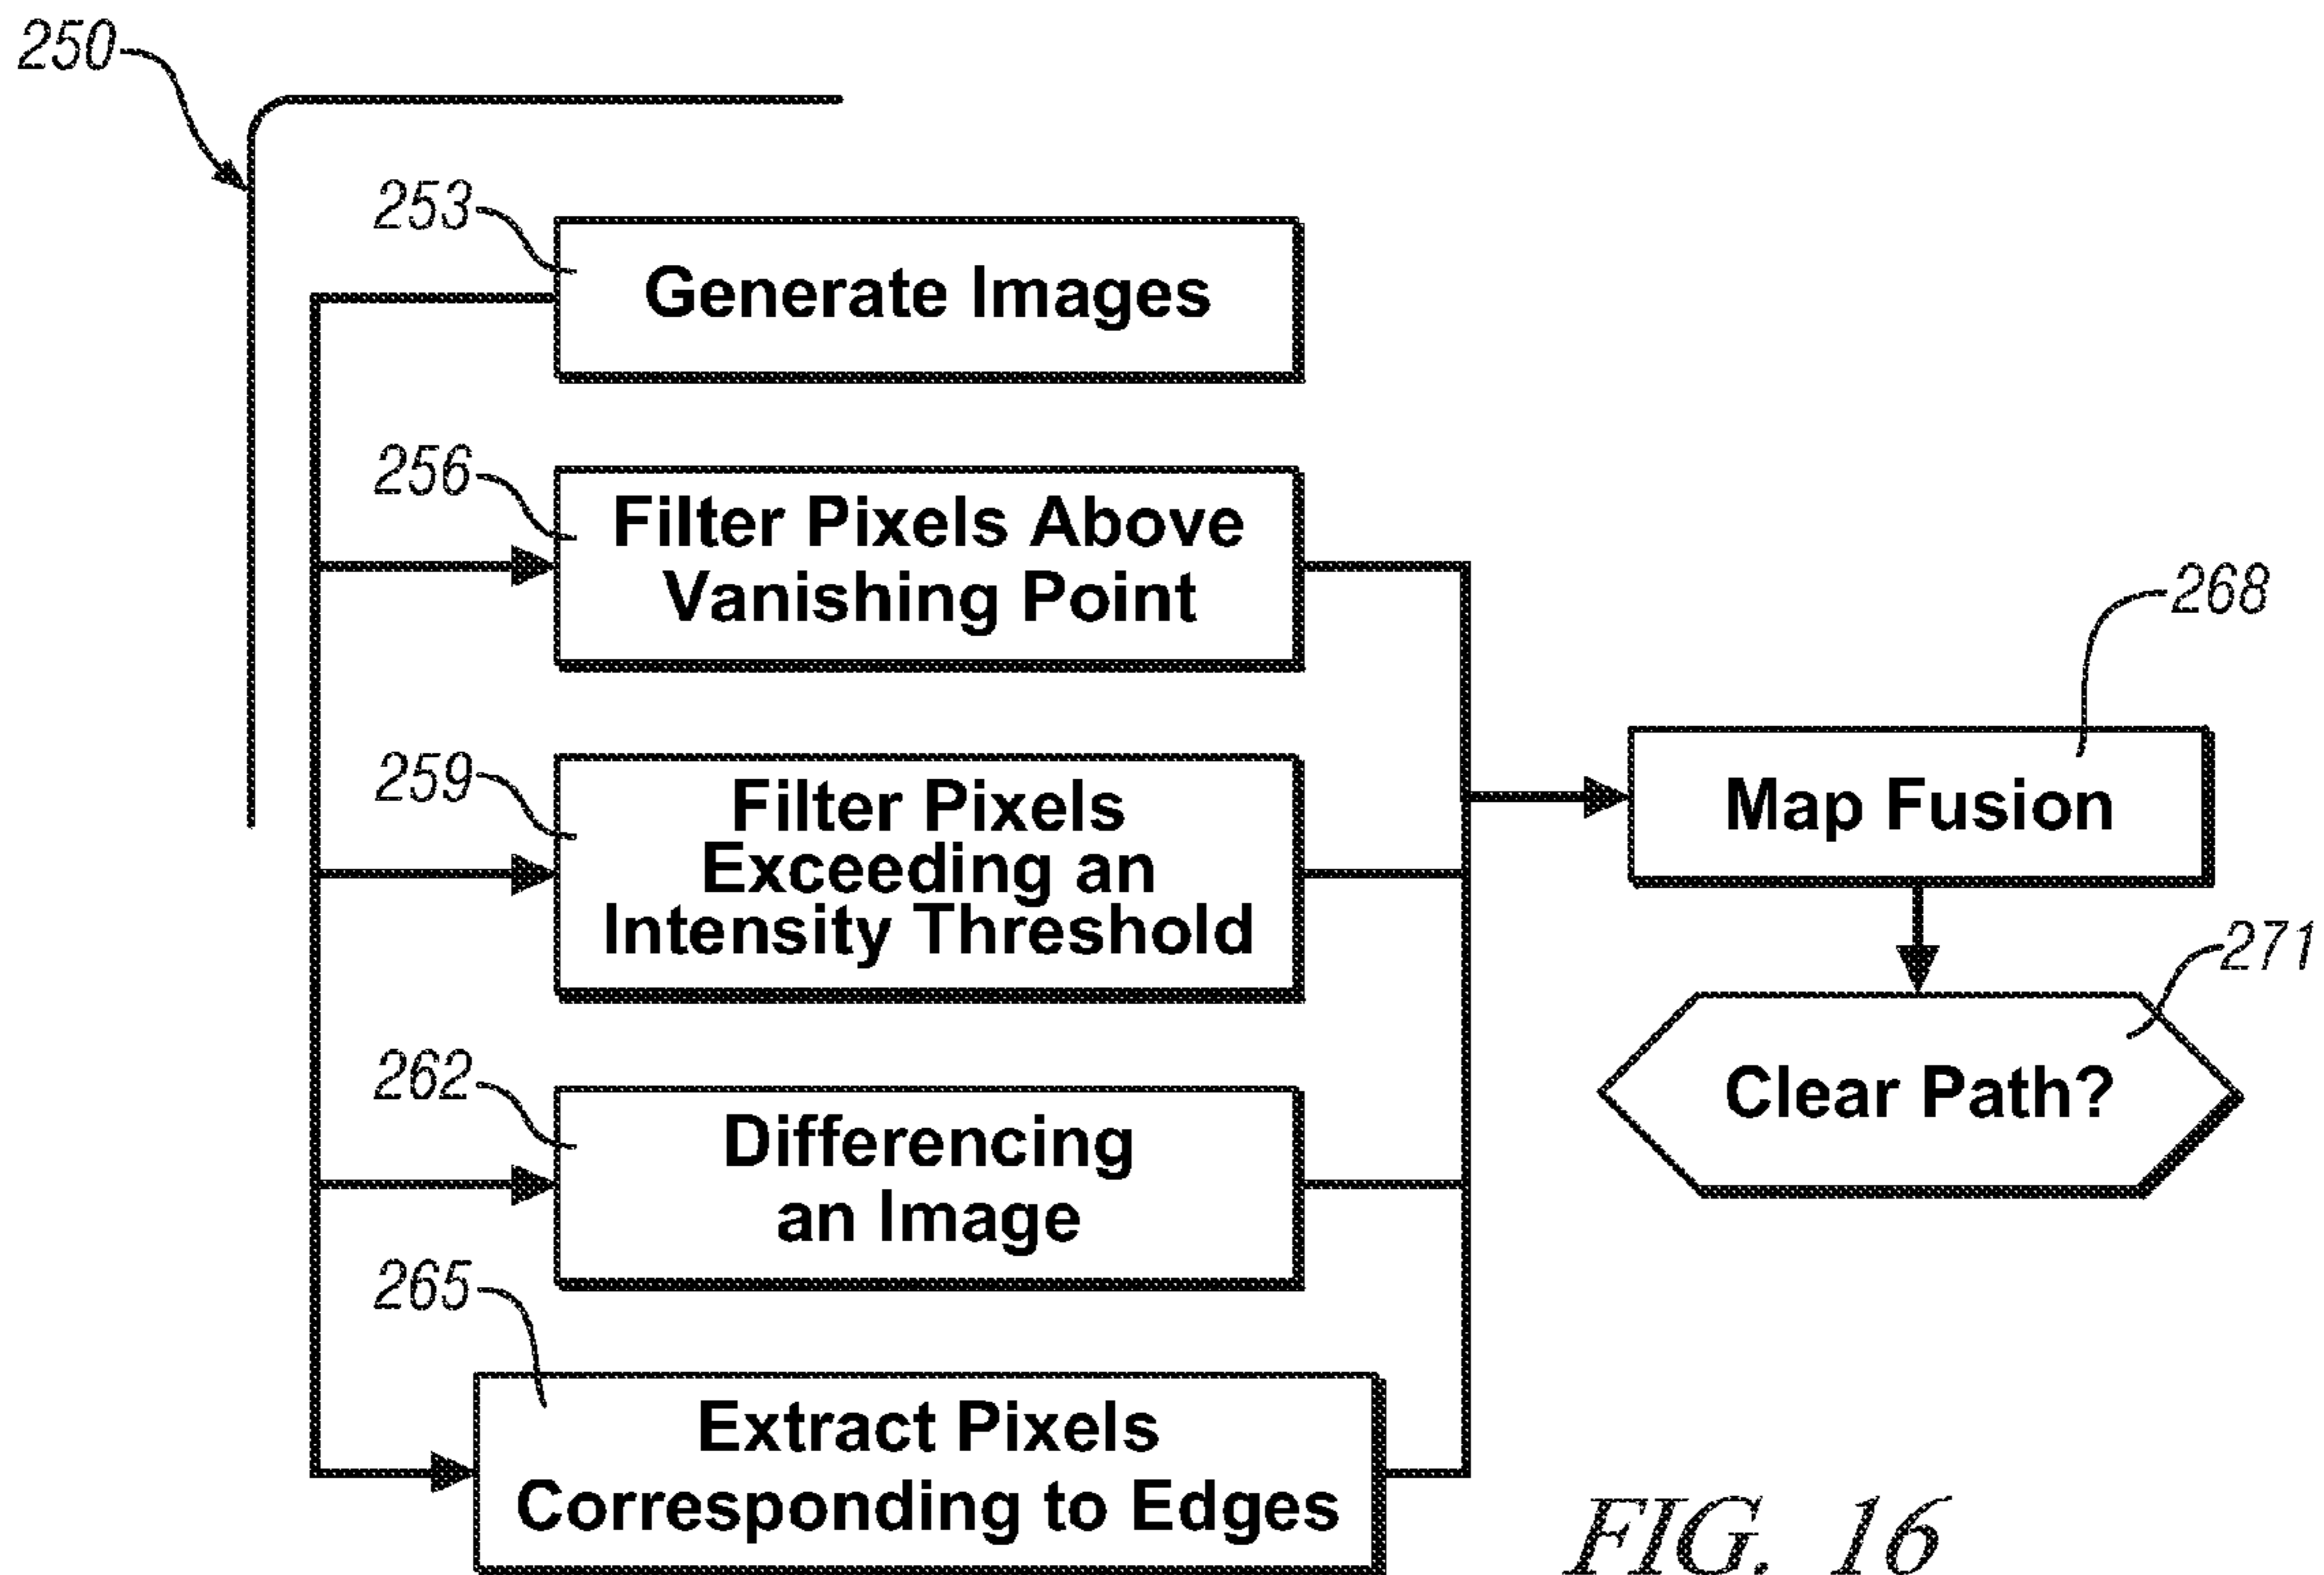 250
253
Generate Images
256
Filter Pixels Above
Vanishing Point
259
Filter Pixels
Exceeding an
Intensity Threshold
262
Differencing
an Image
265
Extract Pixels
Corresponding to Edges
268
Map Fusion
271
Clear Path?
FIG. 16